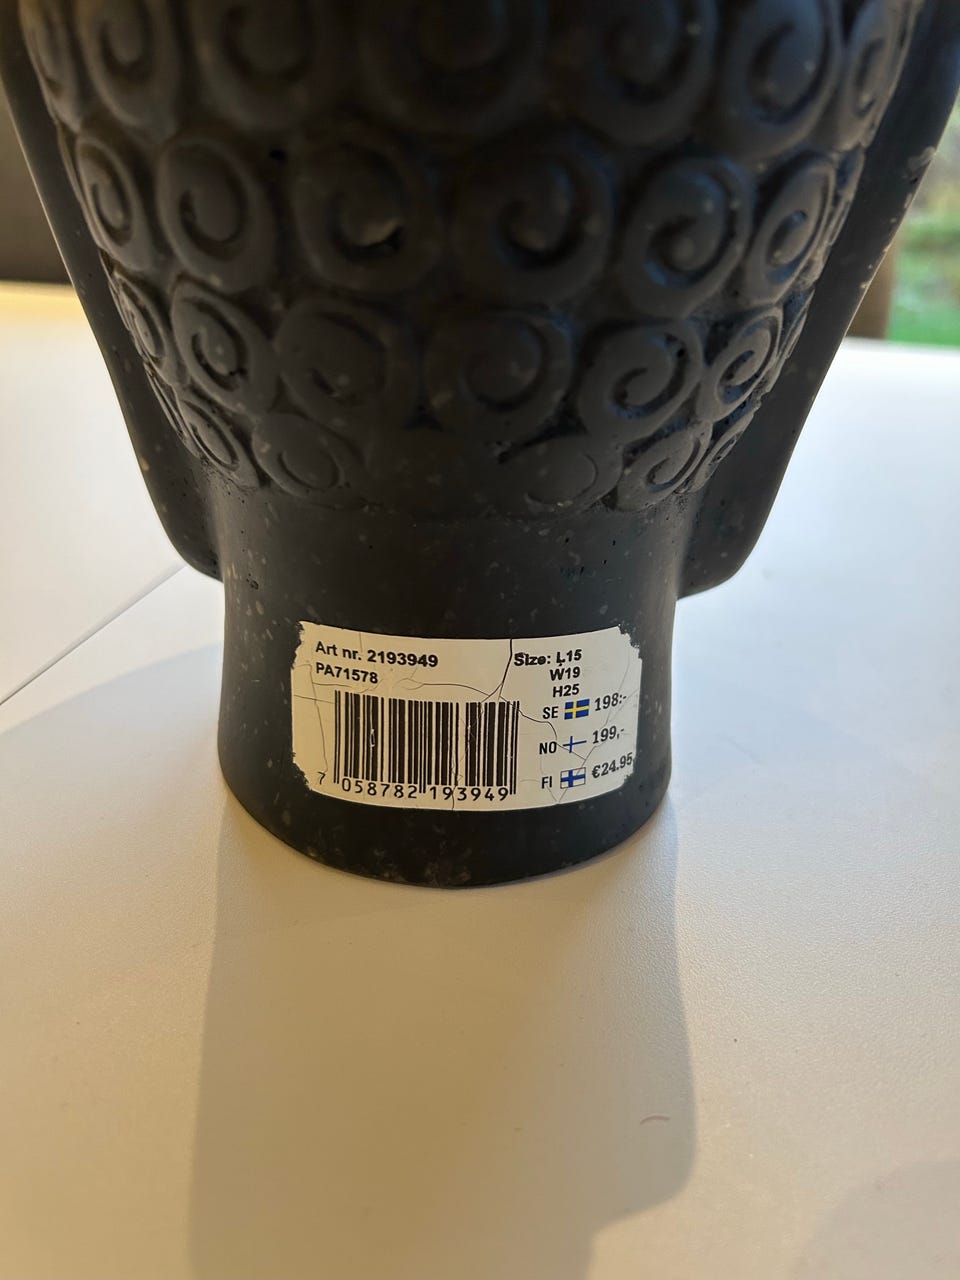 Art nr. 2193949
PA71578
Size: L15
W19
H25
SE 198:-
NO 199,-
FI €24.95
7 058782 193949